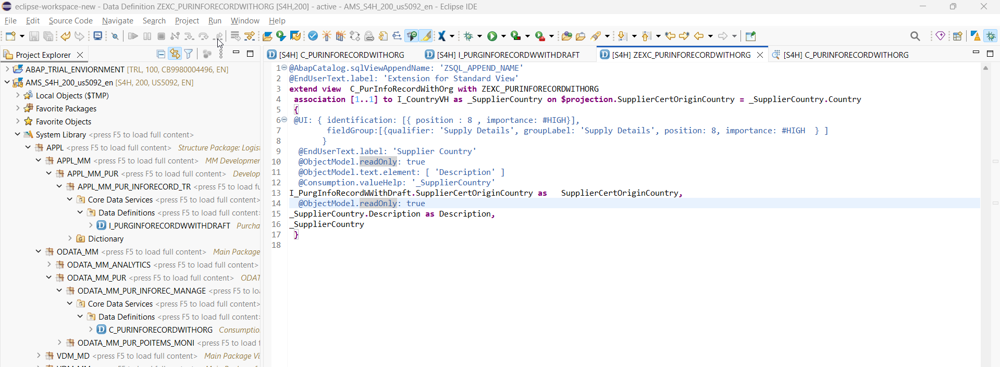 eclipse-workspace-new - Data Definition ZEXC_PURINFORECORDWITHORG [S4H,200] - active - AMS_S4H_200_us5092_en - Eclipse IDE
File Edit Source Code Navigate Search Project Run Window Help
Project Explorer
[S4H] C_PURINFORECORDWITHORG [S4H] I_PURGINFORECORDWWITHDRAFT [S4H] ZEXC_PURINFORECORDWITHORG [S4H] C_PURINFORECORDWITHORG
ABAP_TRIAL_ENVIORNMENT [TRL, 100, CB9980004496, EN]
AMS_S4H_200_us5092_en [S4H, 200, US5092, EN]
Local Objects ($TMP)
Favorite Packages
Favorite Objects
System Library <press F5 to load full content>
APPL <press F5 to load full content> Structure Package: Logist
APPL_MM <press F5 to load full content> MM Developmer
APPL_MM_PUR <press F5 to load full content> Develop
APPL_MM_PUR_INFORECORD_TR <press F5 to load fu
Core Data Services <press F5 to load full content>
Data Definitions <press F5 to load full content>
I_PURGINFORECORDWWITHDRAFT Purcha
Dictionary
ODATA_MM <press F5 to load full content> Main Package
ODATA_MM_ANALYTICS <press F5 to load full content>
ODATA_MM_PUR <press F5 to load full content> ODAT
ODATA_MM_PUR_INFOREC_MANAGE <press F5 to loa
Core Data Services <press F5 to load full content>
Data Definitions <press F5 to load full content>
C_PURINFORECORDWITHORG Consumptio
ODATA_MM_PUR_POITEMS_MONI <press F5 to load f
VDM_MD <press F5 to load full content> Main Package Vi
1 @AbapCatalog.sqlViewAppendName: 'ZSQL_APPEND_NAME'
2 @EndUserText.label: 'Extension for Standard View'
3 extend view C_PurInfoRecordWithOrg with ZEXC_PURINFORECORDWITHORG
4 association [1..1] to I_CountryVH as _SupplierCountry on $projection.SupplierCertOriginCountry = _SupplierCountry.Country
5 {
6 @UI: { identification: [{ position : 8 , importance: #HIGH}],
7 fieldGroup:[{qualifier: 'Supply Details', groupLabel: 'Supply Details', position: 8, importance: #HIGH } ]
8 }
9 @EndUserText.label: 'Supplier Country'
10 @ObjectModel.readOnly: true
11 @ObjectModel.text.element: [ 'Description' ]
12 @Consumption.valueHelp: '_SupplierCountry'
13 I_PurgInfoRecordWWithDraft.SupplierCertOriginCountry as SupplierCertOriginCountry,
14 @ObjectModel.readOnly: true
15 _SupplierCountry.Description as Description,
16 _SupplierCountry
17 }
18